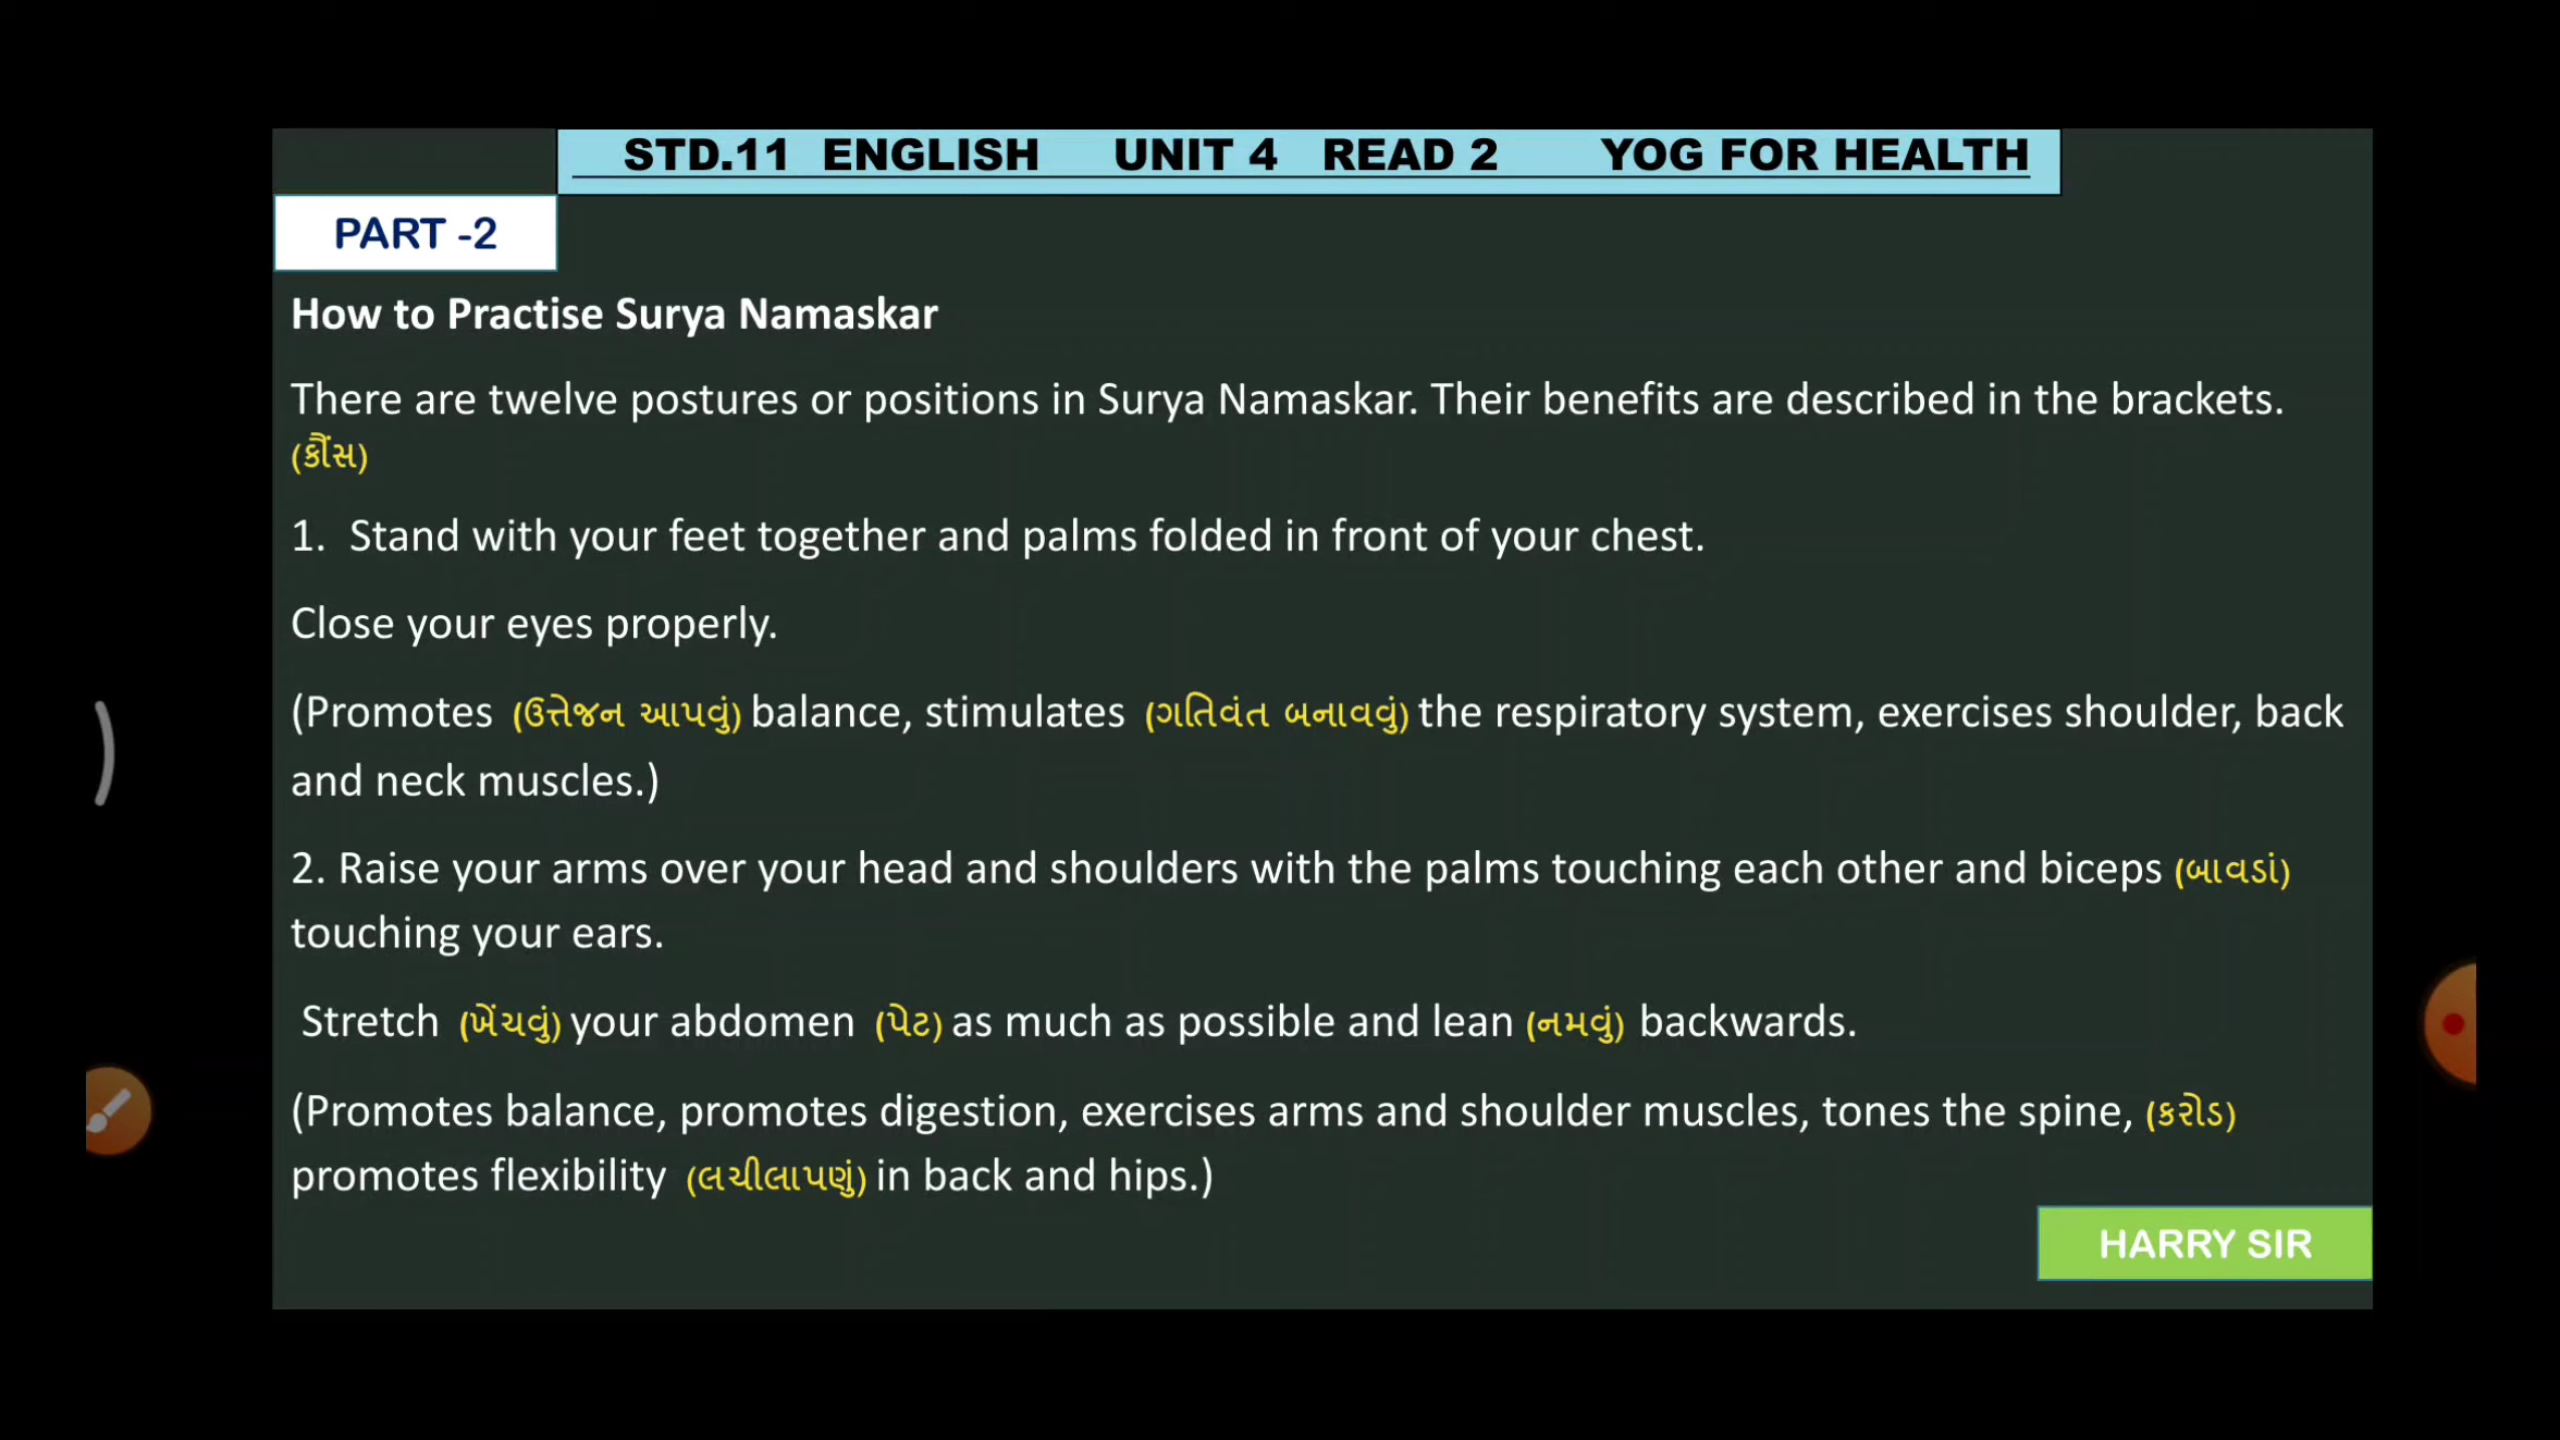 STD.11 ENGLISH UNIT 4 READ 2 YOG FOR HEALTH
PART -2
How to Practise Surya Namaskar
There are twelve postures or positions in Surya Namaskar. Their benefits are described in the brackets.
(કૌંસ)
1. Stand with your feet together and palms folded in front of your chest.
Close your eyes properly.
(Promotes (ઉત્તેજન આપવું) balance, stimulates (ગતિવંત બનાવવું) the respiratory system, exercises shoulder, back
and neck muscles.)
2. Raise your arms over your head and shoulders with the palms touching each other and biceps (બાવડાં)
touching your ears.
Stretch (ખેંચવું) your abdomen (પેટ) as much as possible and lean (નમવું) backwards.
(Promotes balance, promotes digestion, exercises arms and shoulder muscles, tones the spine, (કરોડ)
promotes flexibility (લચીલાપણું) in back and hips.)
HARRY SIR